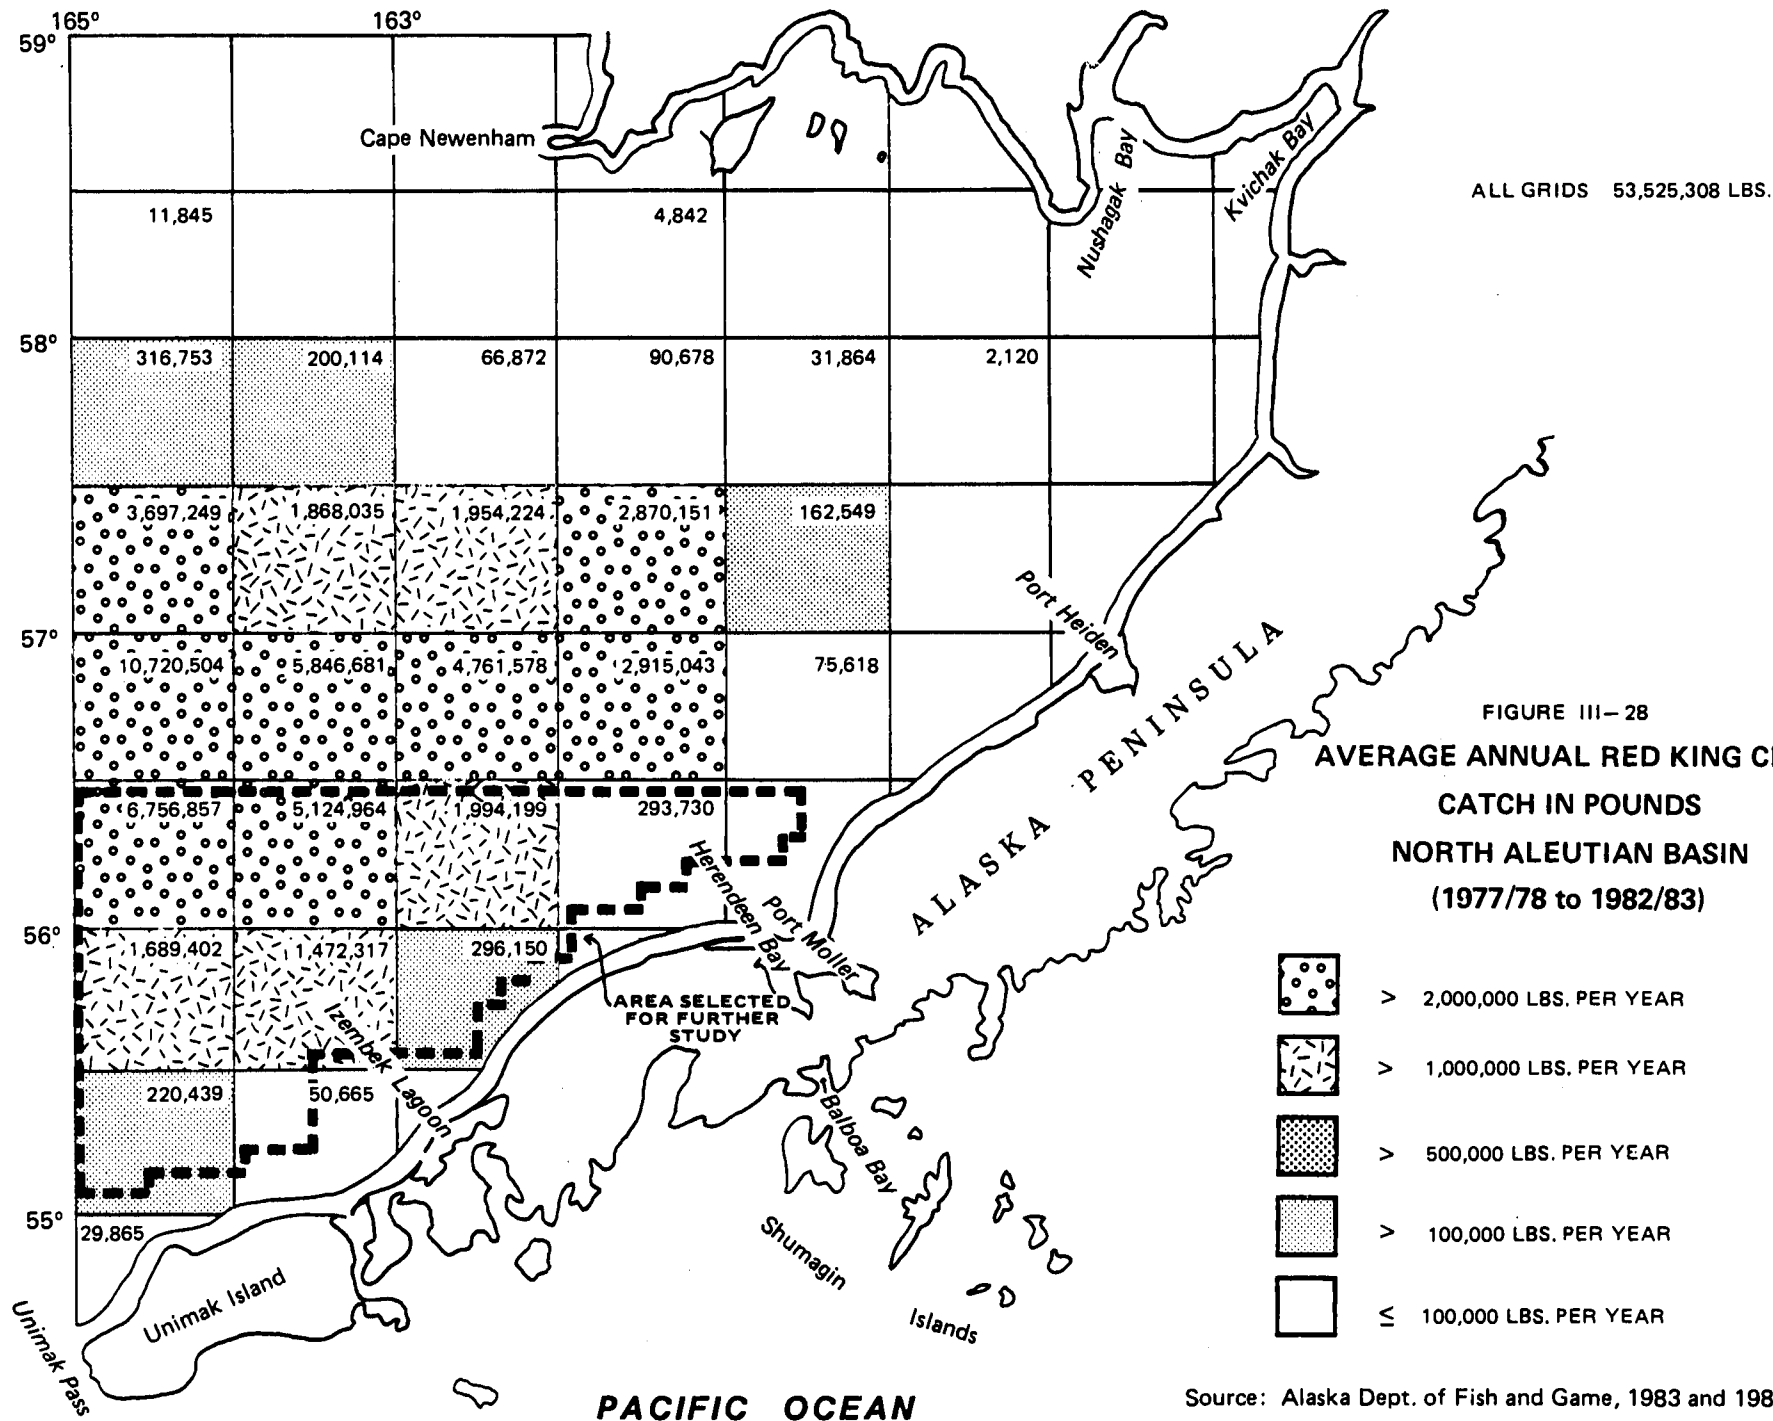 165° 163°
59°
Cape Newenham
Nushagak Bay
Kvichak Bay
ALL GRIDS 53,525,308 LBS.
11,845 4,842
58°
316,753 200,114 66,872 90,678 31,864 2,120
3,697,249 1,868,035 1,954,224 2,870,151 162,549
Port Heiden
57°
10,720,504 5,846,681 4,761,578 2,915,043 75,618
ALASKA PENINSULA
6,756,857 5,124,964 1,994,199 293,730
Herendeen Bay
Port Moller
56°
1,689,402 1,472,317 296,150
AREA SELECTED
FOR FURTHER
STUDY
Izembek Lagoon
220,439 50,665
Balboa Bay
55°
29,865
Shumagin
Islands
Unimak Island
Unimak Pass
PACIFIC OCEAN
FIGURE III-28
AVERAGE ANNUAL RED KING
CATCH IN POUNDS
NORTH ALEUTIAN BASIN
(1977/78 to 1982/83)
> 2,000,000 LBS. PER YEAR
> 1,000,000 LBS. PER YEAR
> 500,000 LBS. PER YEAR
> 100,000 LBS. PER YEAR
≤ 100,000 LBS. PER YEAR
Source: Alaska Dept. of Fish and Game, 1983 and 198